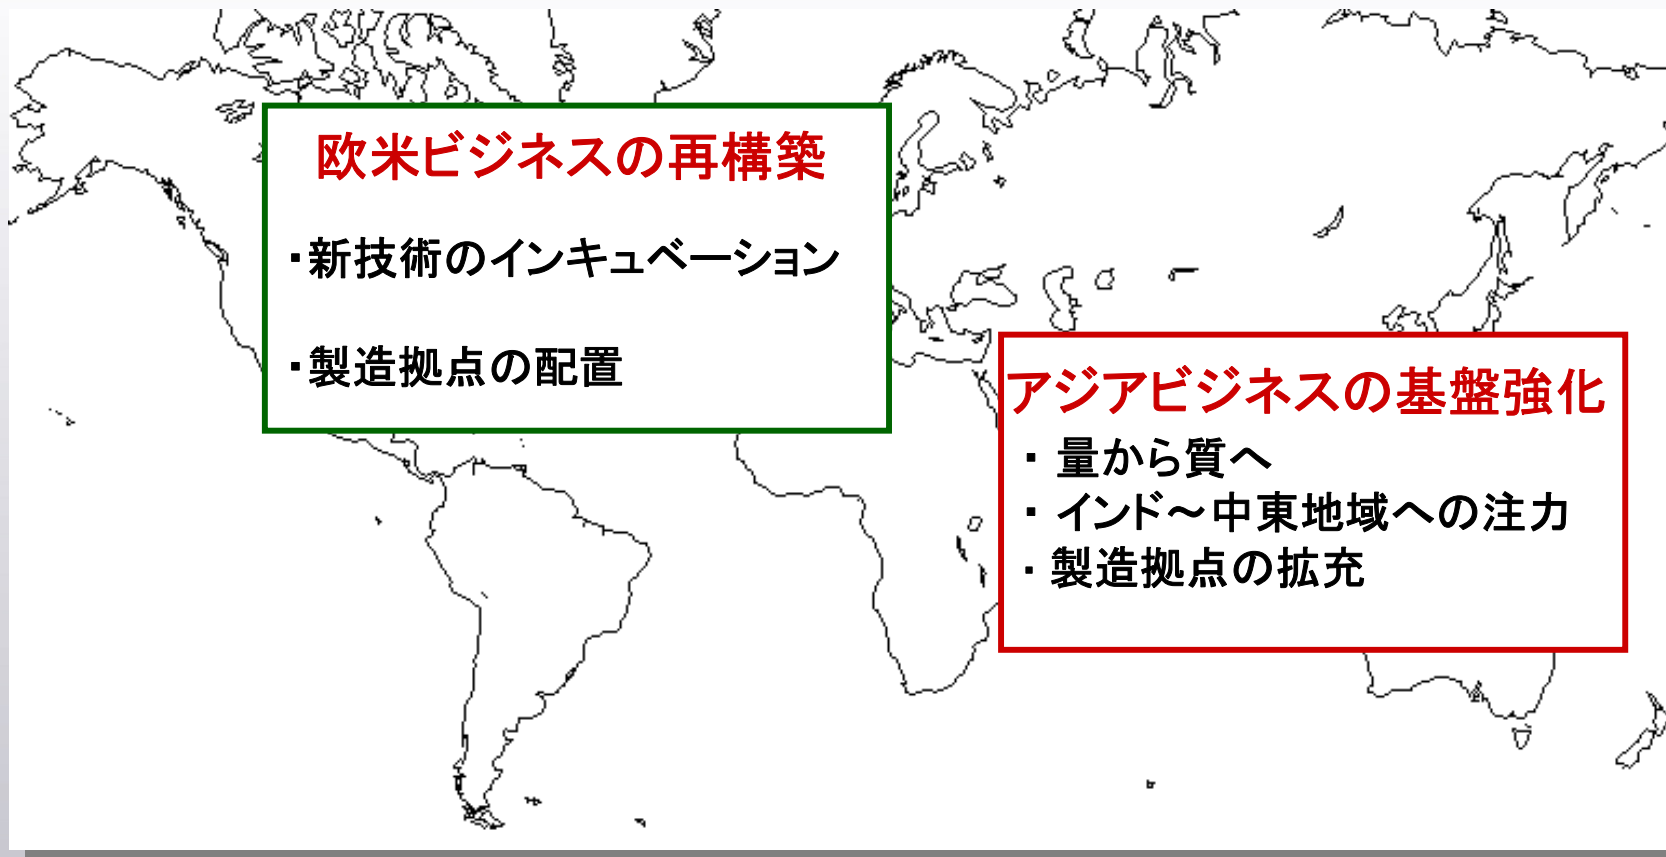 欧米ビジネスの再構築
・新技術のインキュベーション
・製造拠点の配置
アジアビジネスの基盤強化
・ 量から質へ
・ インド～中東地域への注力
・ 製造拠点の拡充